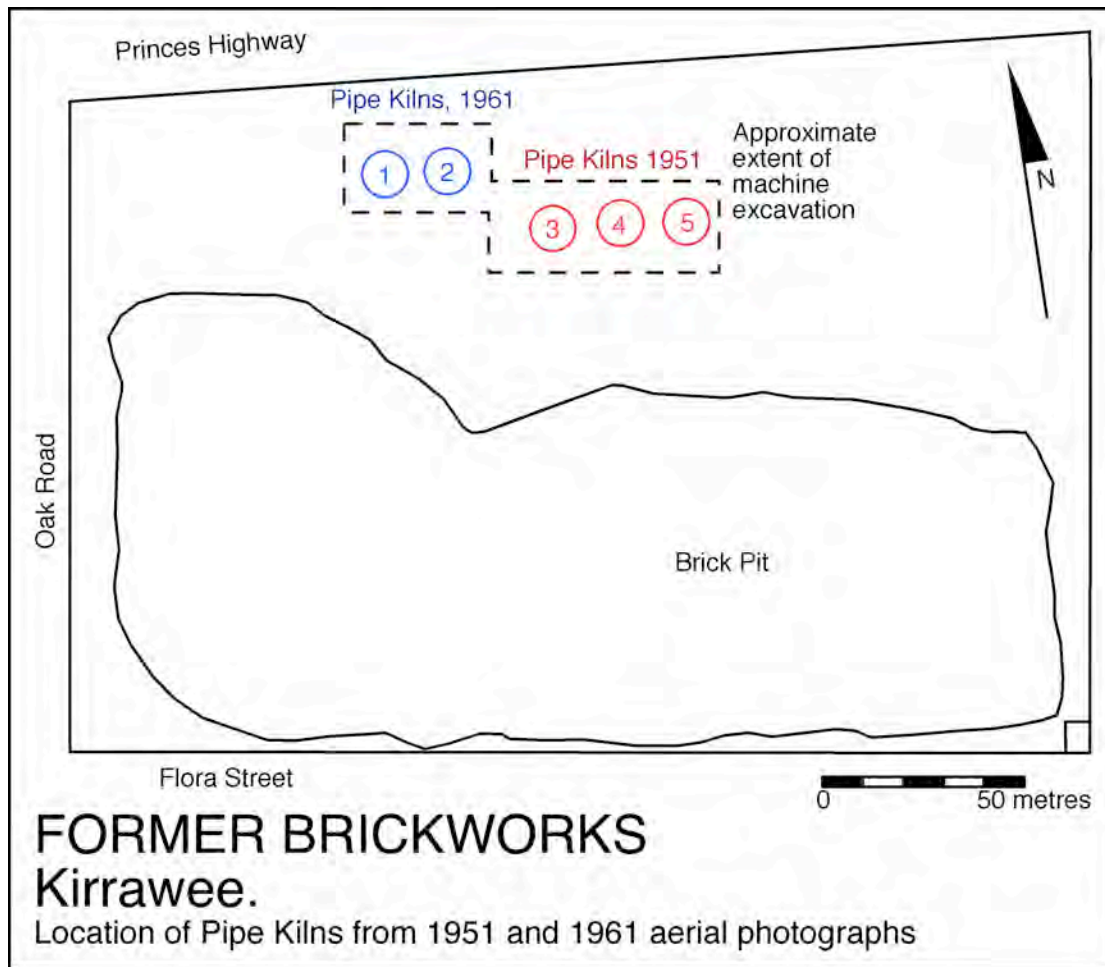 Princes Highway
Pipe Kilns, 1961
Pipe Kilns 1951
Approximate
extent of
machine
excavation
1
2
3
4
5
N
Oak Road
Brick Pit
Flora Street
0
50 metres
FORMER BRICKWORKS
Kirrawee.
Location of Pipe Kilns from 1951 and 1961 aerial photographs